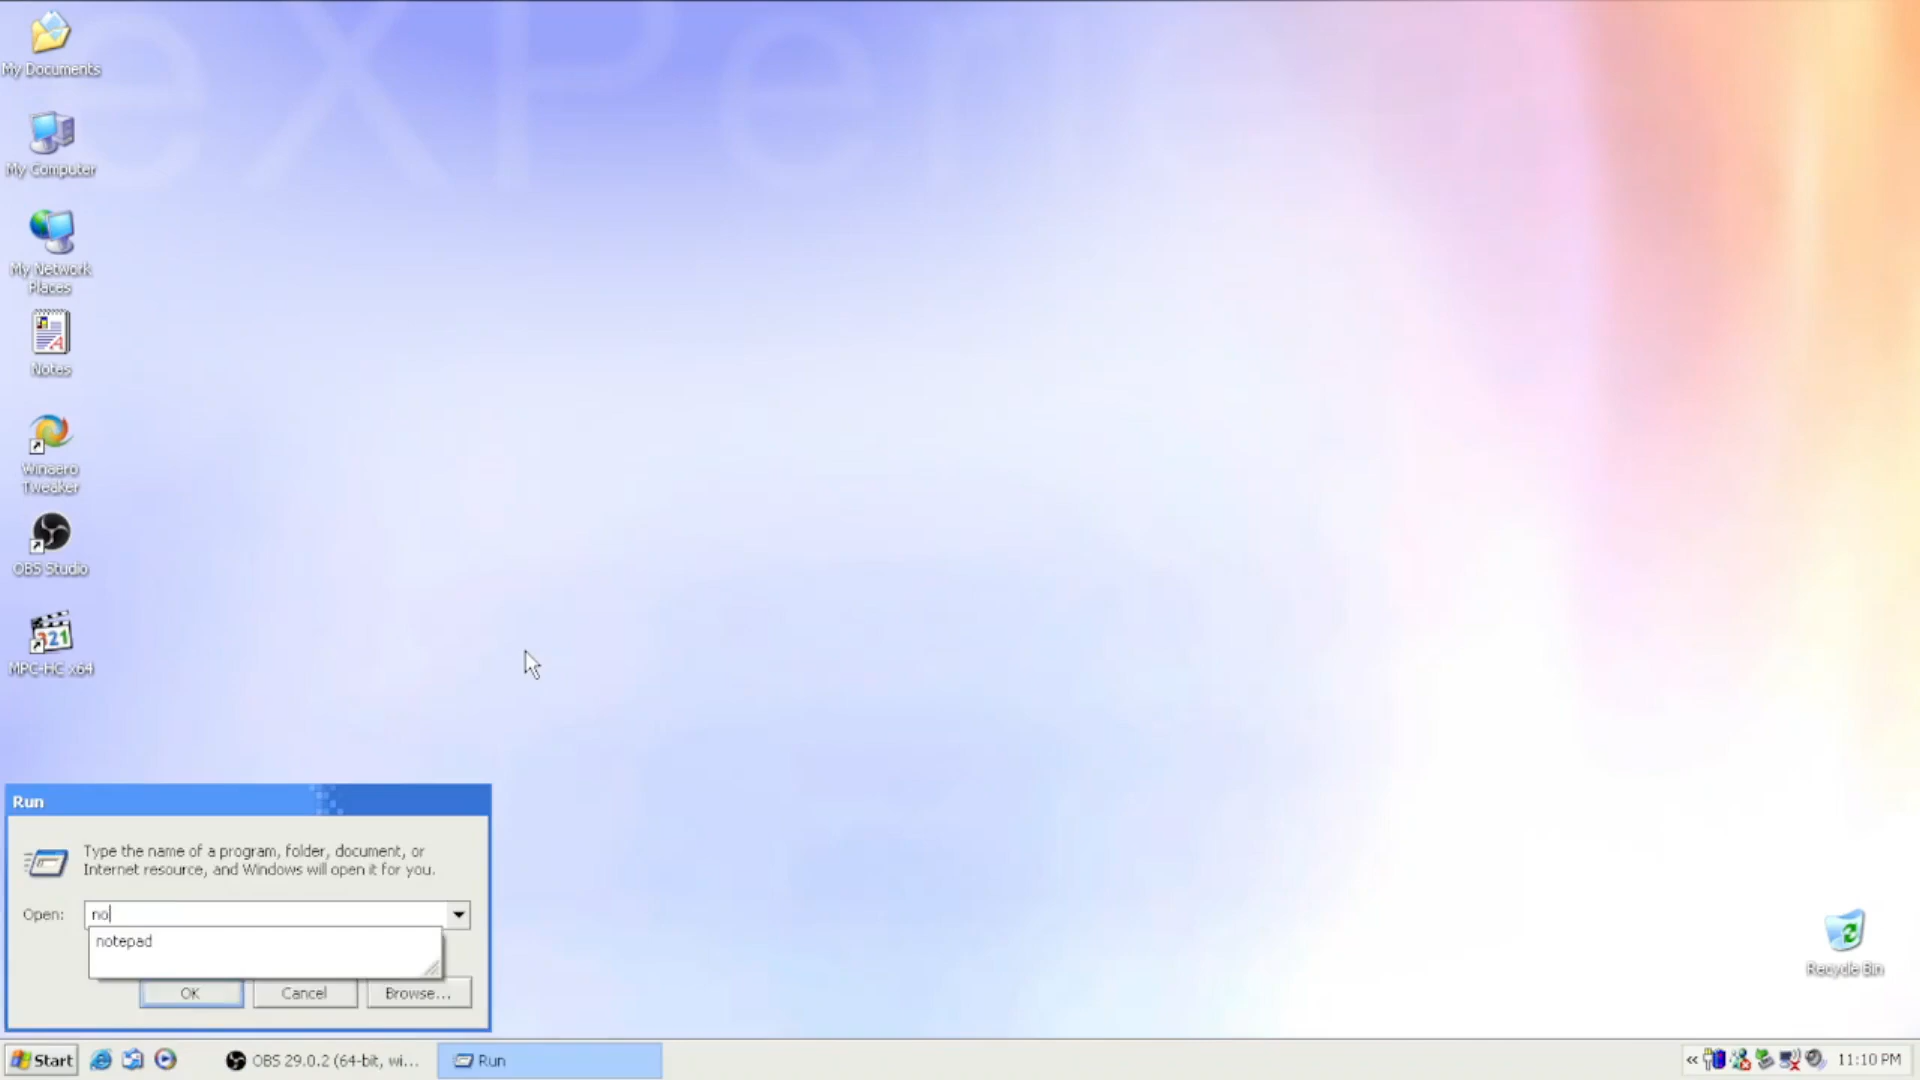 eXPer
My Documents
My Computer
My Network
Places
Notes
Winaero
Tweaker
OBS Studio
321
MPC-HC x64
Run
Type the name of a program, folder, document, or
Internet resource, and Windows will open it for you.
Open:
no
notepad
OK
Cancel
Browse...
Recycle Bin
Start
OBS 29.0.2 (64-bit, wi...
Run
«
11:10 PM